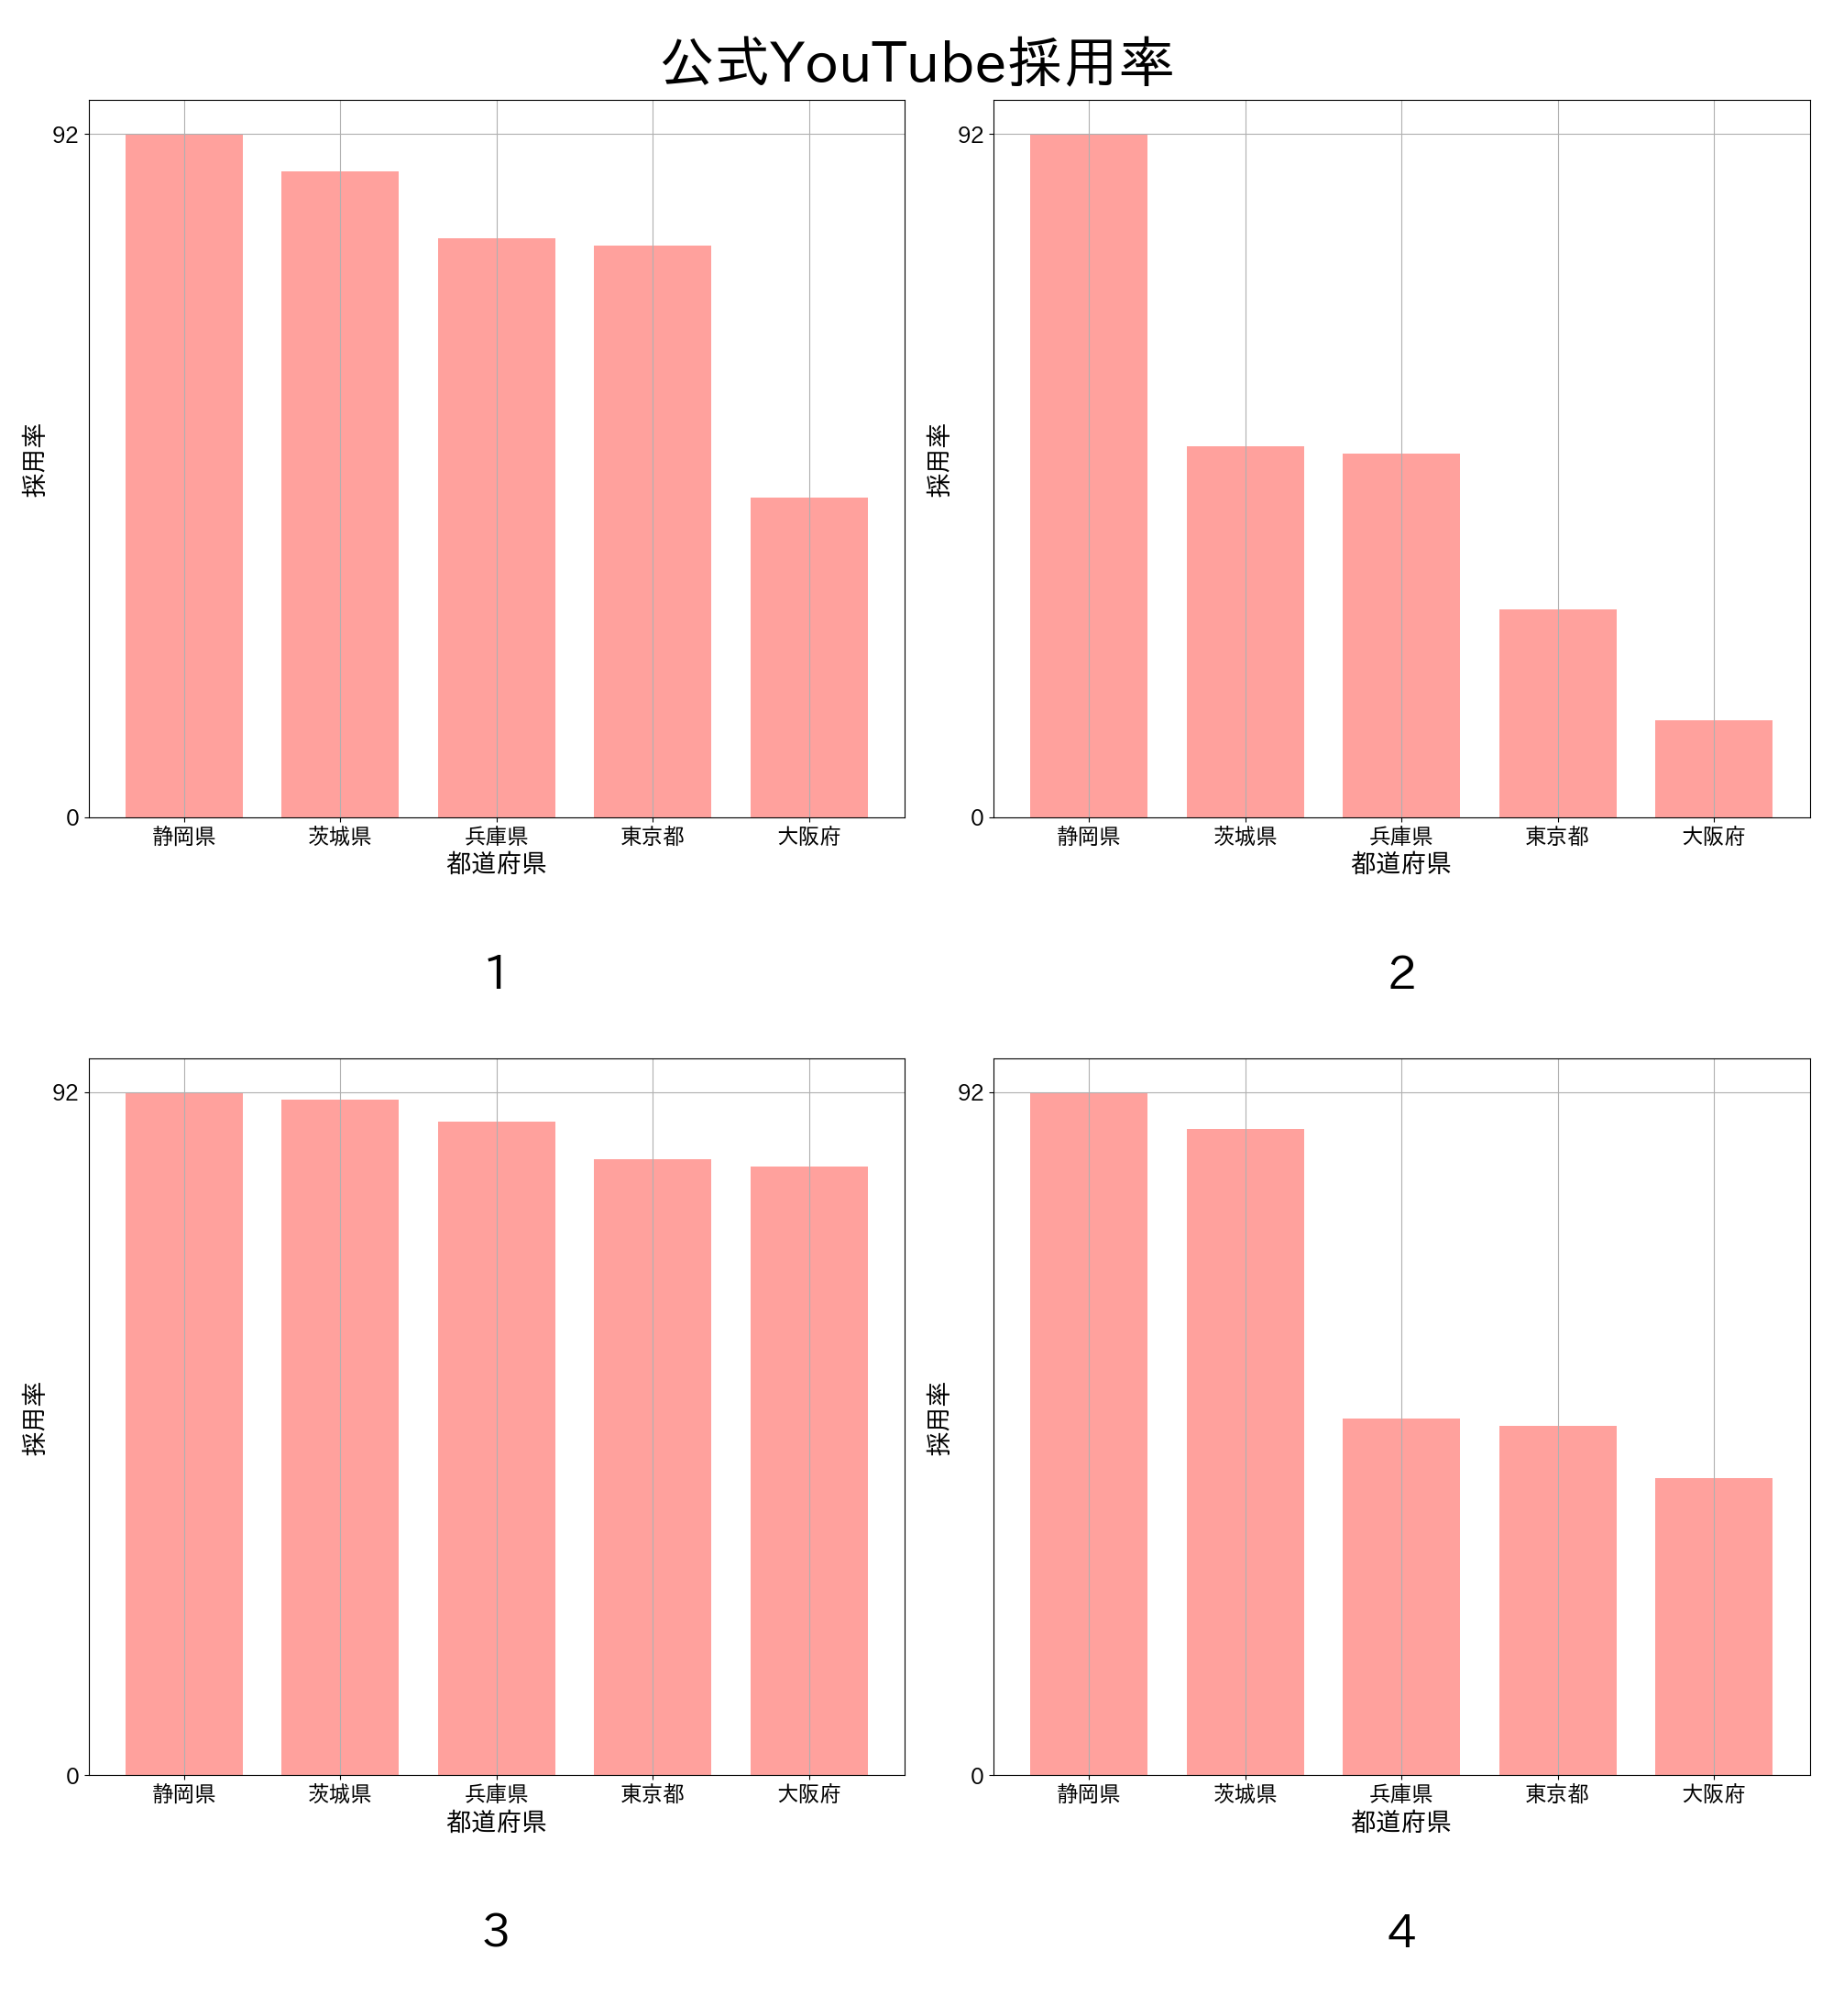 公式YouTube採用率
92
0
採用率
静岡県 茨城県 兵庫県 東京都 大阪府
都道府県
1
92
0
採用率
静岡県 茨城県 兵庫県 東京都 大阪府
都道府県
2
92
0
採用率
静岡県 茨城県 兵庫県 東京都 大阪府
都道府県
3
92
0
採用率
静岡県 茨城県 兵庫県 東京都 大阪府
都道府県
4